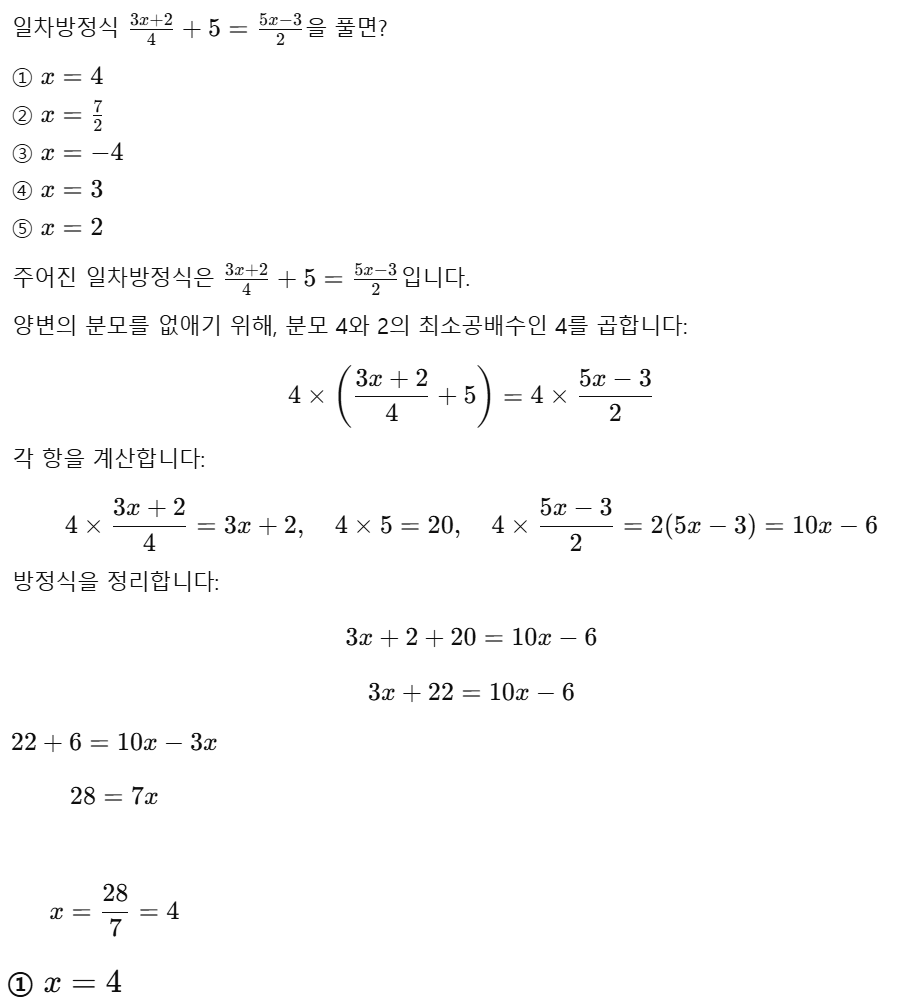 일차방정식 $\frac{3x+2}{4} + 5 = \frac{5x-3}{2}$을 풀면?
① $x = 4$
② $x = \frac{7}{2}$
③ $x = -4$
④ $x = 3$
⑤ $x = 2$
주어진 일차방정식은 $\frac{3x+2}{4} + 5 = \frac{5x-3}{2}$입니다.
양변의 분모를 없애기 위해, 분모 4와 2의 최소공배수인 4를 곱합니다:
$4 \times \left( \frac{3x+2}{4} + 5 \right) = 4 \times \frac{5x-3}{2}$
각 항을 계산합니다:
$4 \times \frac{3x+2}{4} = 3x + 2, \quad 4 \times 5 = 20, \quad 4 \times \frac{5x-3}{2} = 2(5x - 3) = 10x - 6$
방정식을 정리합니다:
$3x + 2 + 20 = 10x - 6$
$3x + 22 = 10x - 6$
$22 + 6 = 10x - 3x$
$28 = 7x$
$x = \frac{28}{7} = 4$
① $x = 4$